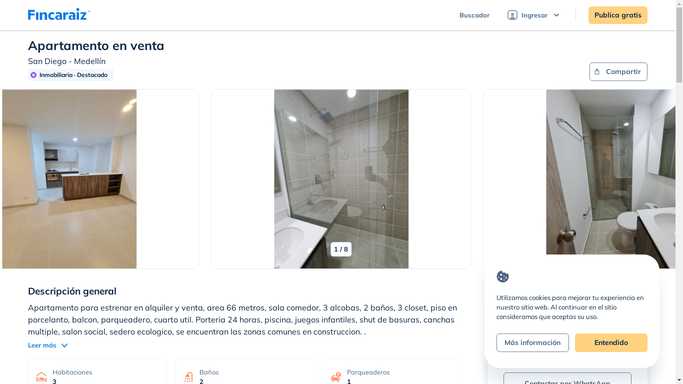 Fincaraiz
Buscador
Ingresar
Publica gratis
Apartamento en venta
San Diego - Medellín
Inmobiliaria · Destacado
Compartir
1 / 8
Descripción general
Apartamento para estrenar en alquiler y venta, area 66 metros, sala comedor, 3 alcobas, 2 baños, 3 closet, piso en
porcelanto, balcon, parqueadero, cuarto util. Porteria 24 horas, piscina, juegos infantiles, shut de basuras, canchas
multiple, salon social, sedero ecologico, se encuentran las zonas comunes en construccion. .
Leer más
Habitaciones
3
Baños
2
Parqueaderos
1
Utilizamos cookies para mejorar tu experiencia en
nuestro sitio web. Al continuar en el sitio
consideramos que aceptas su uso.
Más información
Entendido
Contactar por WhatsApp